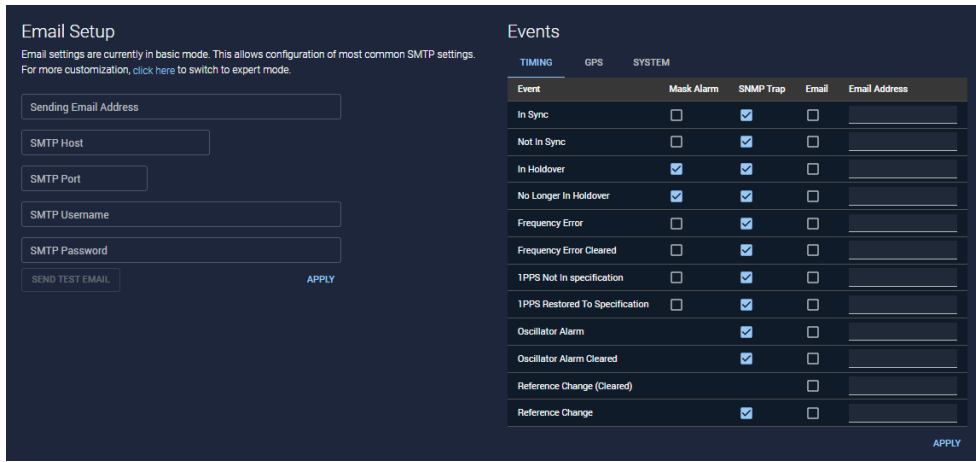 Email Setup
Email settings are currently in basic mode. This allows configuration of most common SMTP settings.
For more customization, click here to switch to expert mode.
Sending Email Address
SMTP Host
SMTP Port
SMTP Username
SMTP Password
SEND TEST EMAIL
APPLY
Events
TIMING GPS SYSTEM
Event Mask Alarm SNMP Trap Email Email Address
In Sync
Not In Sync
In Holdover
No Longer In Holdover
Frequency Error
Frequency Error Cleared
1PPS Not In specification
1PPS Restored To Specification
Oscillator Alarm
Oscillator Alarm Cleared
Reference Change (Cleared)
Reference Change
APPLY